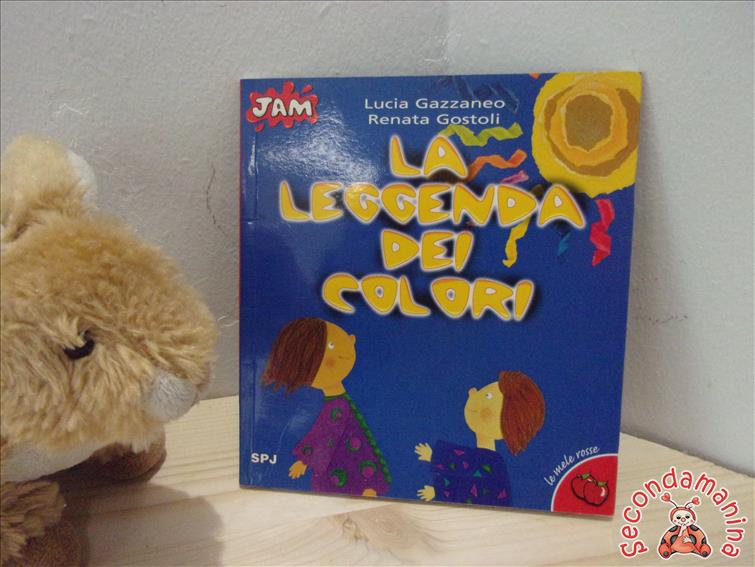 JAM
Lucia Gazzaneo
Renata Gostoli
LA
LEGGENDA
DEI
COLORI
SPJ
le mele rosse
secondamanina